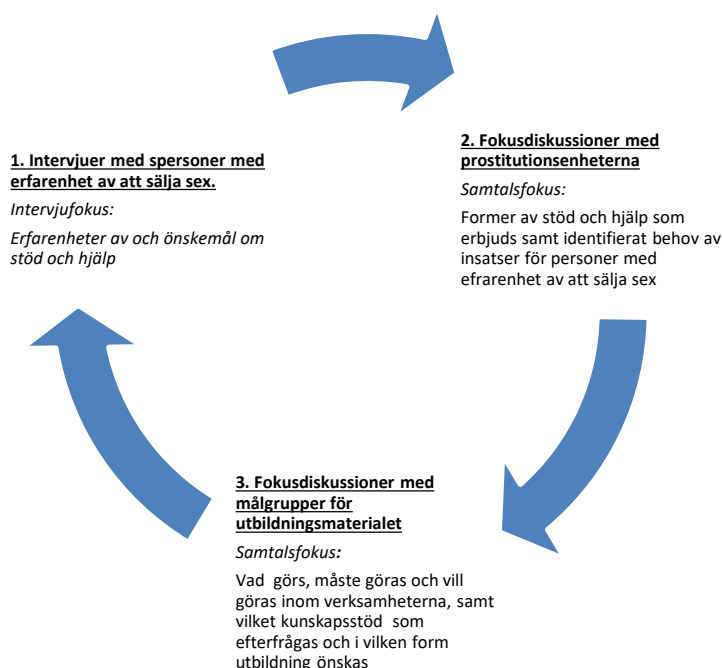 1. Intervjuer med spersoner med
erfarenhet av att sälja sex.
Intervjufokus:
Erfarenheter av och önskemål om
stöd och hjälp
2. Fokusdiskussioner med
prostitutionsenheterna
Samtalsfokus:
Former av stöd och hjälp som
erbjuds samt identifierat behov av
insatser för personer med
efrarenhet av att sälja sex
3. Fokusdiskussioner med
målgrupper för
utbildningsmaterialet
Samtalsfokus:
Vad görs, måste göras och vill
göras inom verksamheterna, samt
vilket kunskapsstöd som
efterfrågas och i vilken form
utbildning önskas